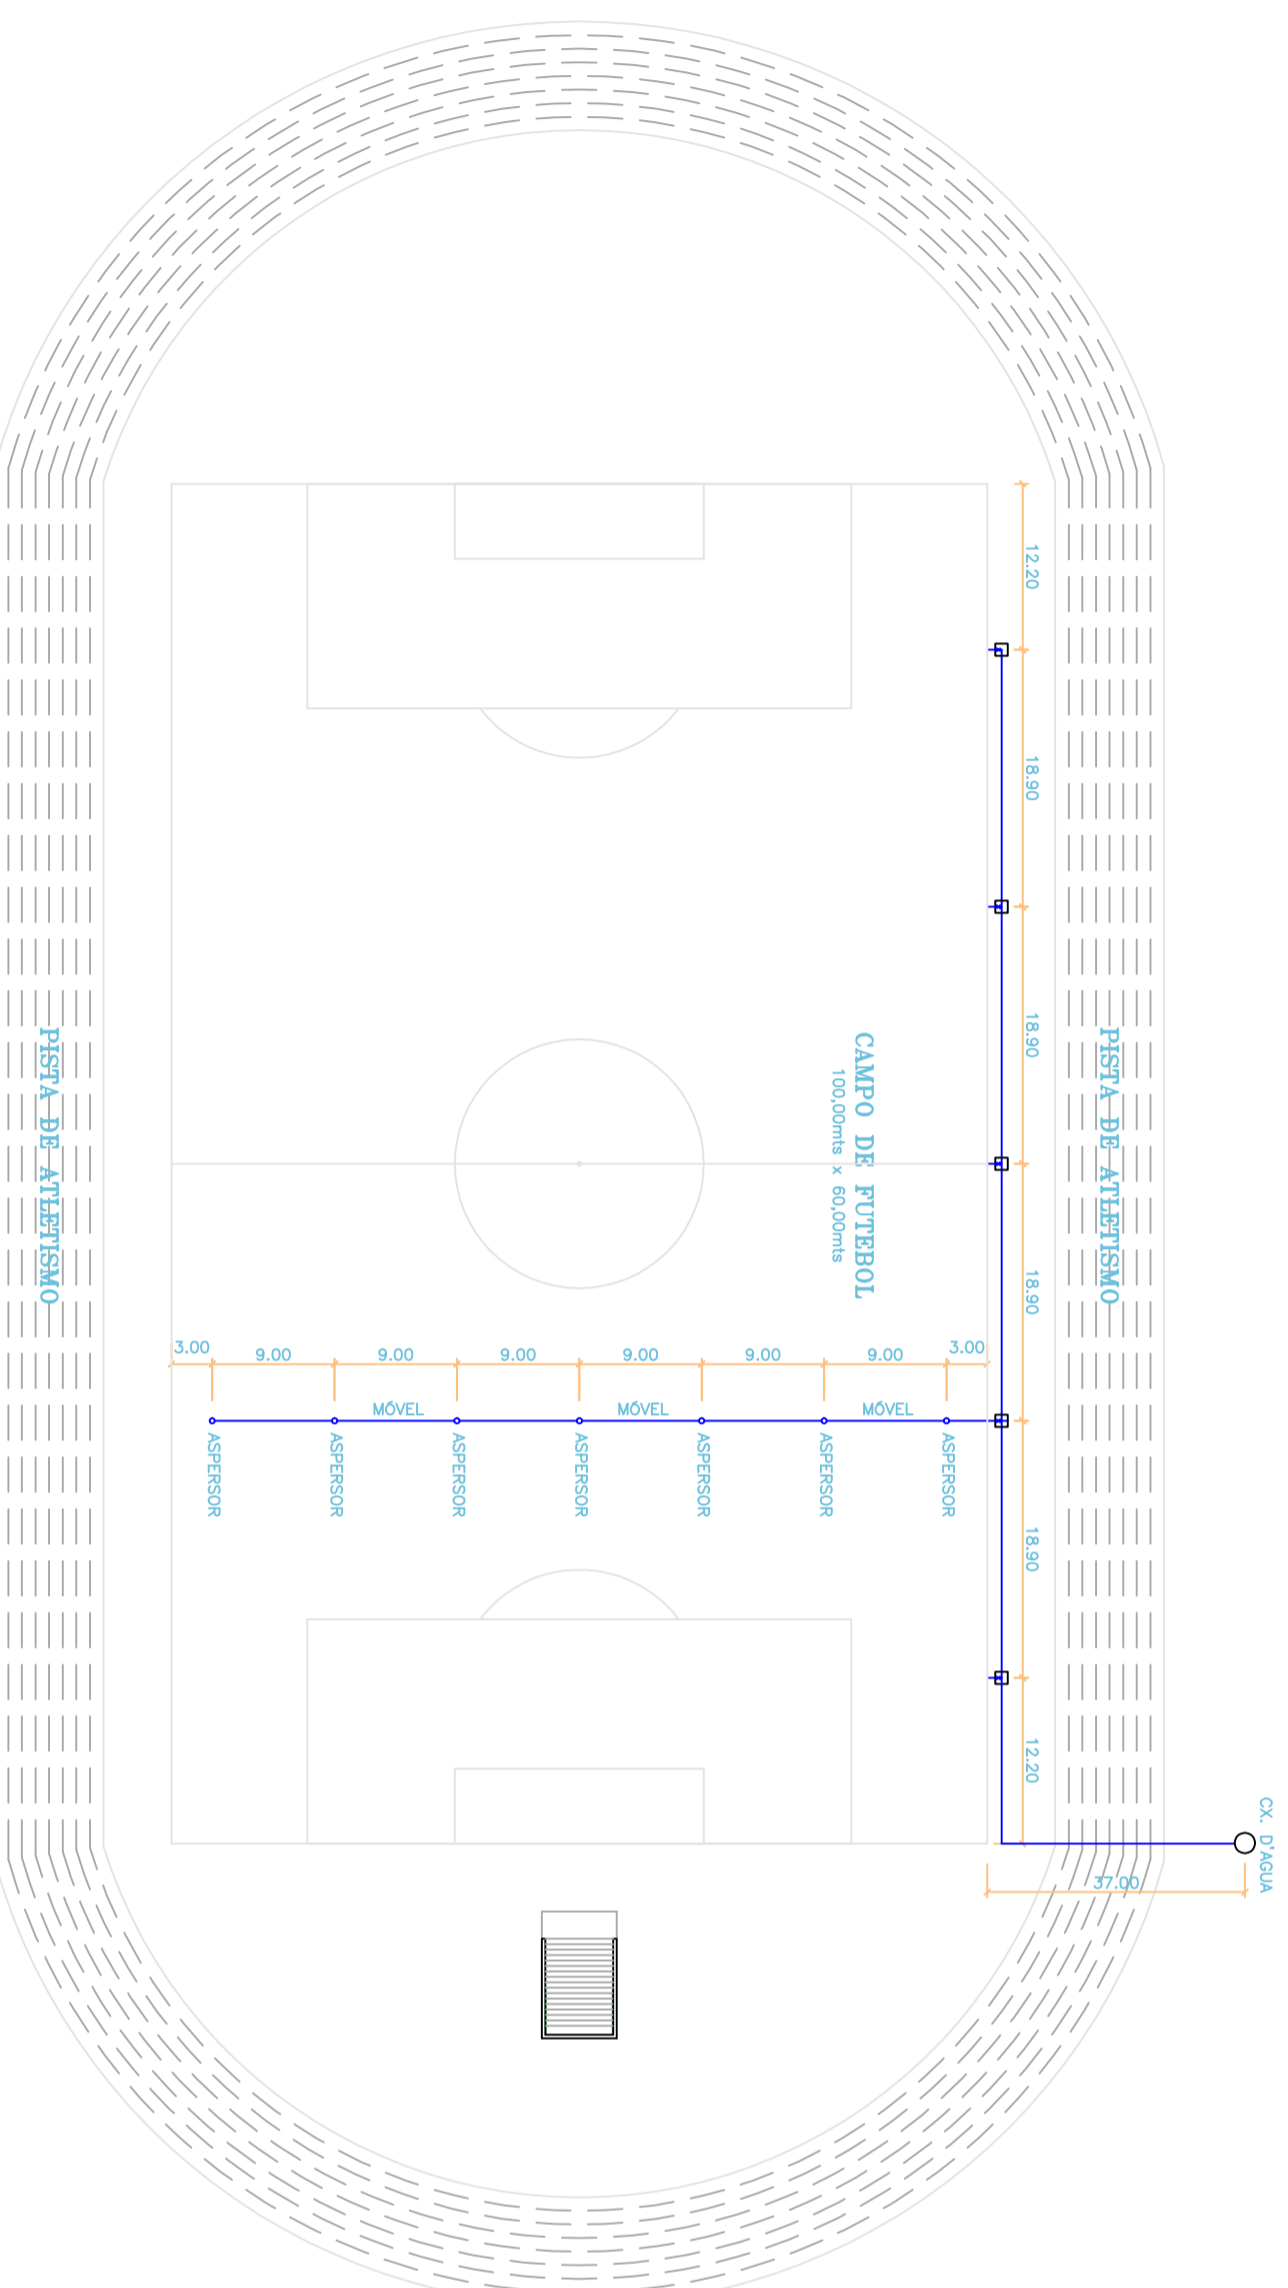 12.20
18.90
18.90
18.90
18.90
12.20
PISTA DE ATLETISMO
PISTA DE ATLETISMO
CAMPO DE FUTEBOL
100,00mts x 60,00mts
3.00
9.00
9.00
9.00
9.00
9.00
9.00
3.00
MÓVEL
MÓVEL
MÓVEL
ASPERSOR
ASPERSOR
ASPERSOR
ASPERSOR
ASPERSOR
ASPERSOR
ASPERSOR
CX. D'AGUA
37.00